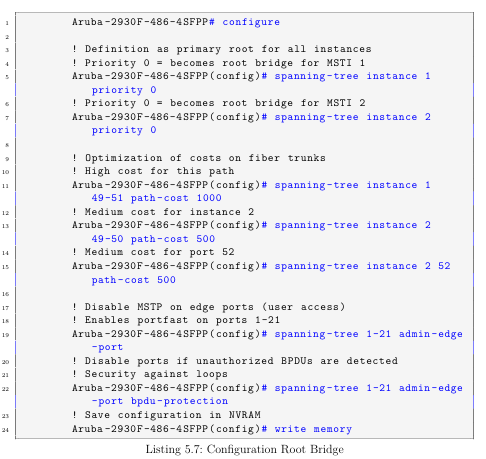 1 Aruba-2930F-486-4SFPP# configure
2
3 ! Definition as primary root for all instances
4 ! Priority 0 = becomes root bridge for MSTI 1
5 Aruba-2930F-486-4SFPP(config)# spanning-tree instance 1
priority 0
6 ! Priority 0 = becomes root bridge for MSTI 2
7 Aruba-2930F-486-4SFPP(config)# spanning-tree instance 2
priority 0
8
9 ! Optimization of costs on fiber trunks
10 ! High cost for this path
11 Aruba-2930F-486-4SFPP(config)# spanning-tree instance 1
49-51 path-cost 1000
12 ! Medium cost for instance 2
13 Aruba-2930F-486-4SFPP(config)# spanning-tree instance 2
49-50 path-cost 500
14 ! Medium cost for port 52
15 Aruba-2930F-486-4SFPP(config)# spanning-tree instance 2 52
path-cost 500
16
17 ! Disable MSTP on edge ports (user access)
18 ! Enables portfast on ports 1-21
19 Aruba-2930F-486-4SFPP(config)# spanning-tree 1-21 admin-edge
-port
20 ! Disable ports if unauthorized BPDUs are detected
21 ! Security against loops
22 Aruba-2930F-486-4SFPP(config)# spanning-tree 1-21 admin-edge
-port bpdu-protection
23 ! Save configuration in NVRAM
24 Aruba-2930F-486-4SFPP(config)# write memory
Listing 5.7: Configuration Root Bridge